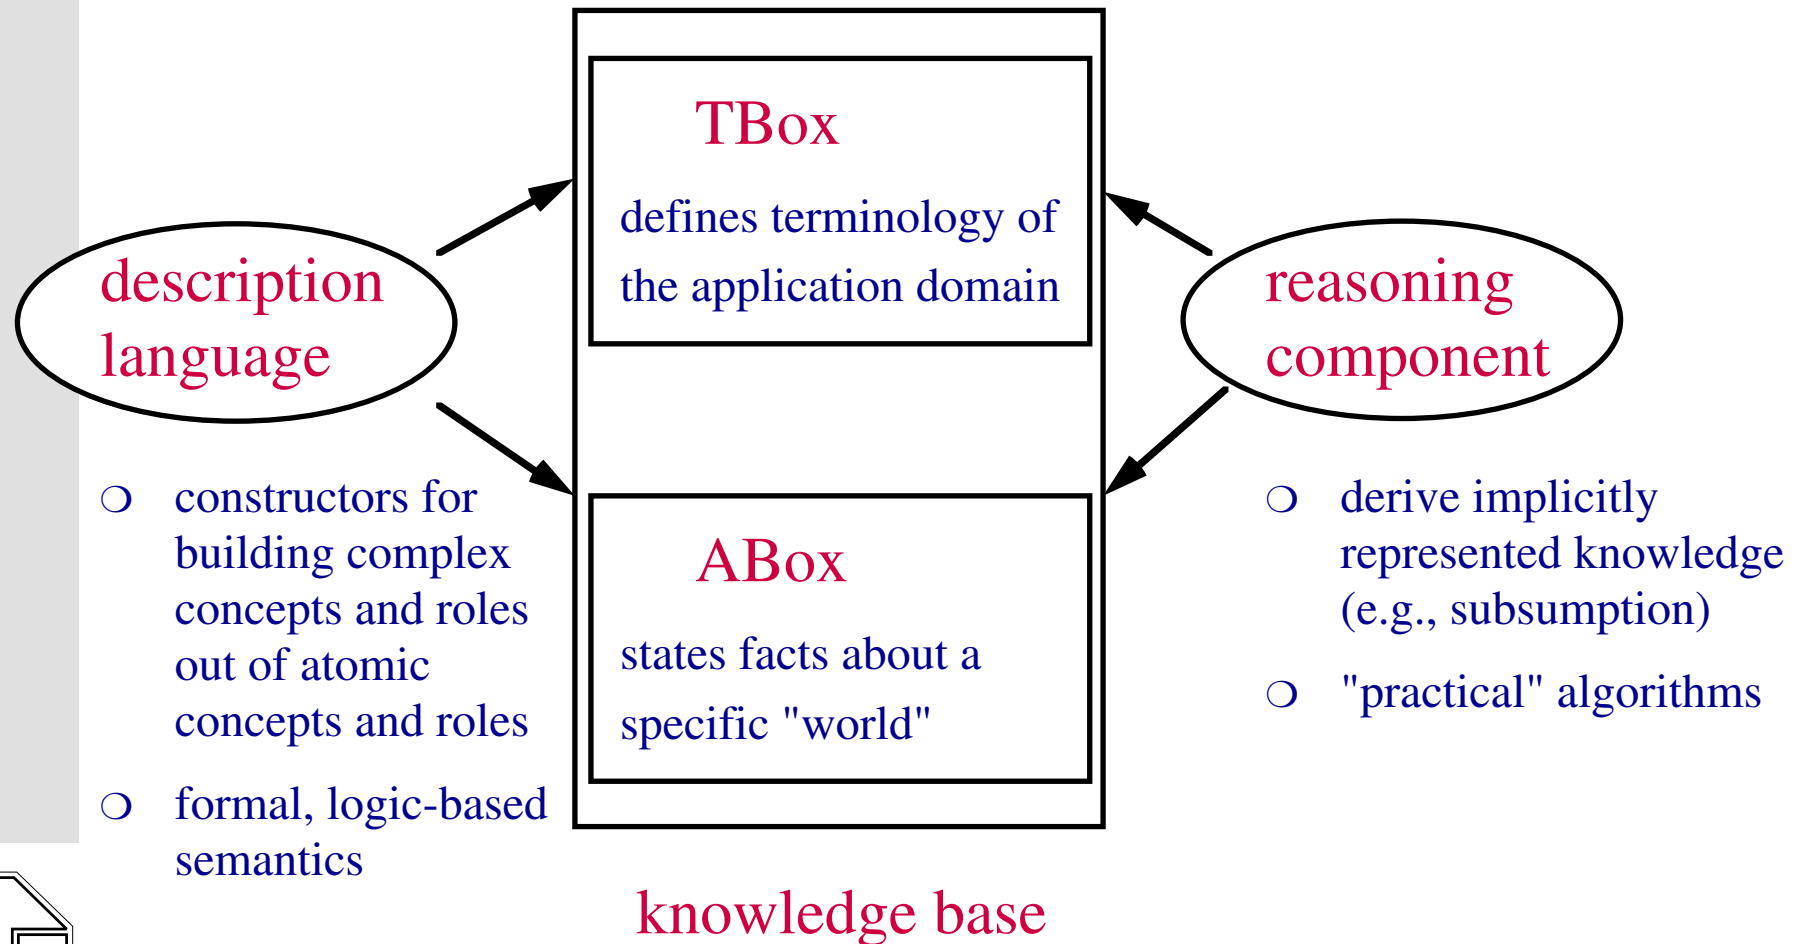 TBox
defines terminology of
the application domain
description
language
reasoning
component
❍ constructors for
building complex
concepts and roles
out of atomic
concepts and roles
❍ formal, logic-based
semantics
ABox
states facts about a
specific "world"
❍ derive implicitly
represented knowledge
(e.g., subsumption)
❍ "practical" algorithms
knowledge base